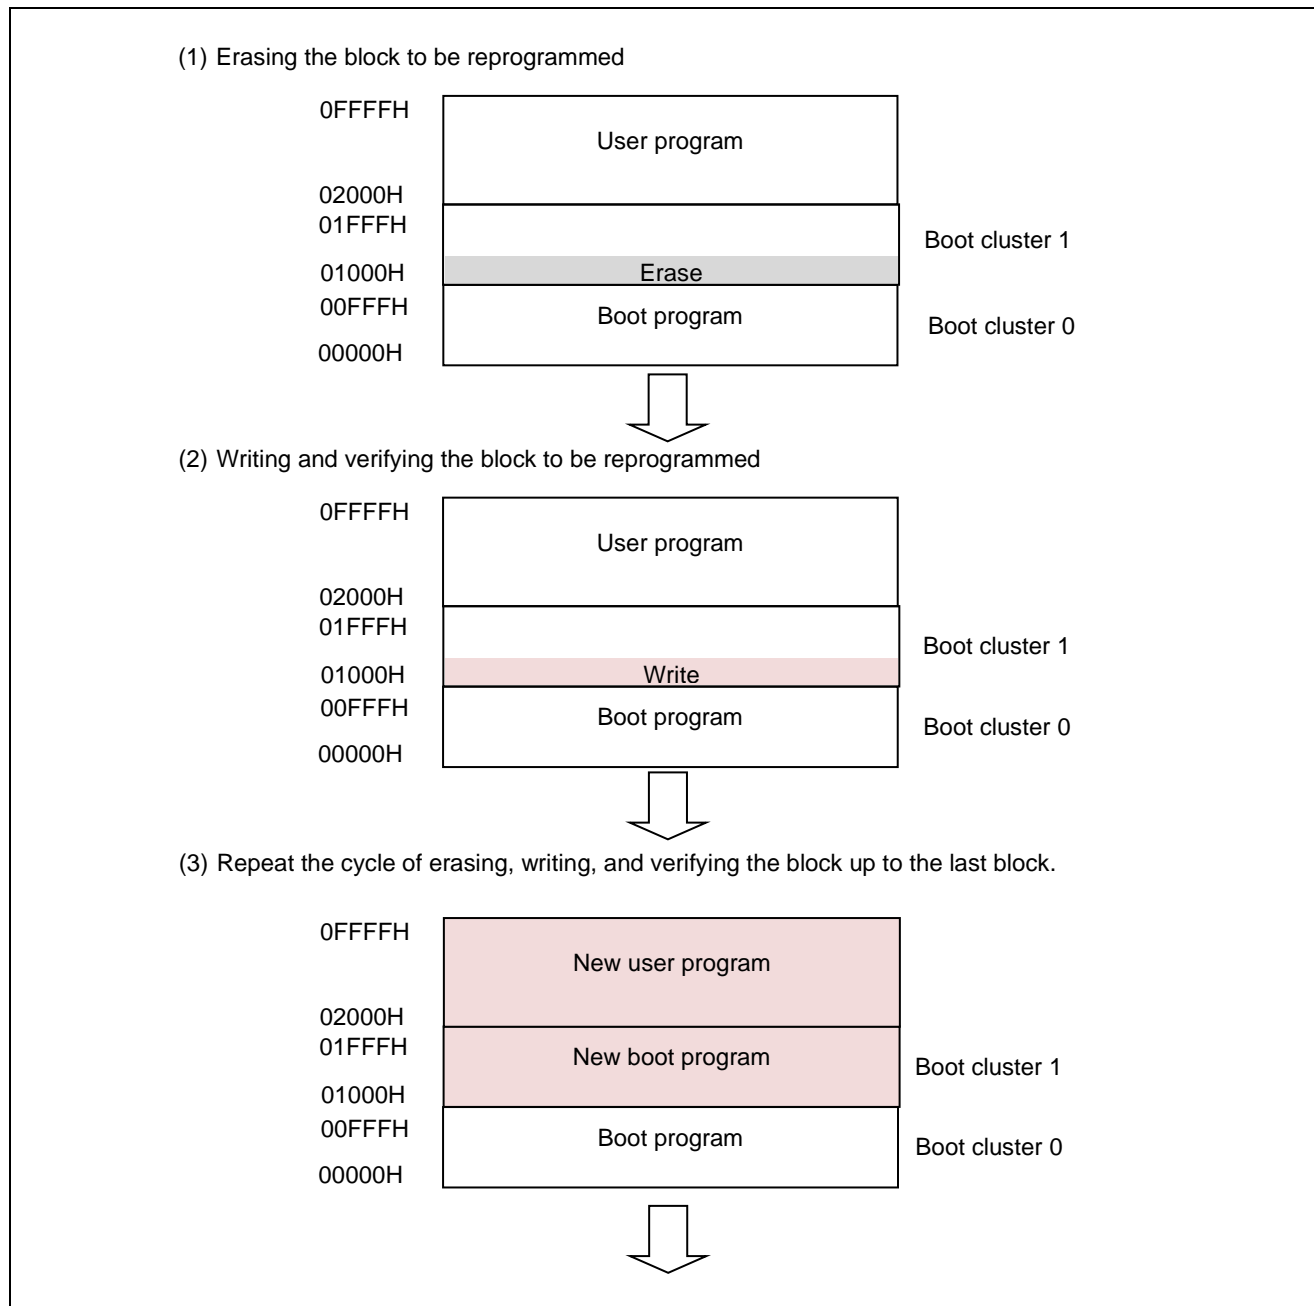 (1) Erasing the block to be reprogrammed
0FFFFH
User program
02000H
01FFFH
Boot cluster 1
01000H
Erase
00FFFH
Boot program
Boot cluster 0
00000H
(2) Writing and verifying the block to be reprogrammed
0FFFFH
User program
02000H
01FFFH
Boot cluster 1
01000H
Write
00FFFH
Boot program
Boot cluster 0
00000H
(3) Repeat the cycle of erasing, writing, and verifying the block up to the last block.
0FFFFH
New user program
02000H
01FFFH
New boot program
Boot cluster 1
01000H
00FFFH
Boot program
Boot cluster 0
00000H